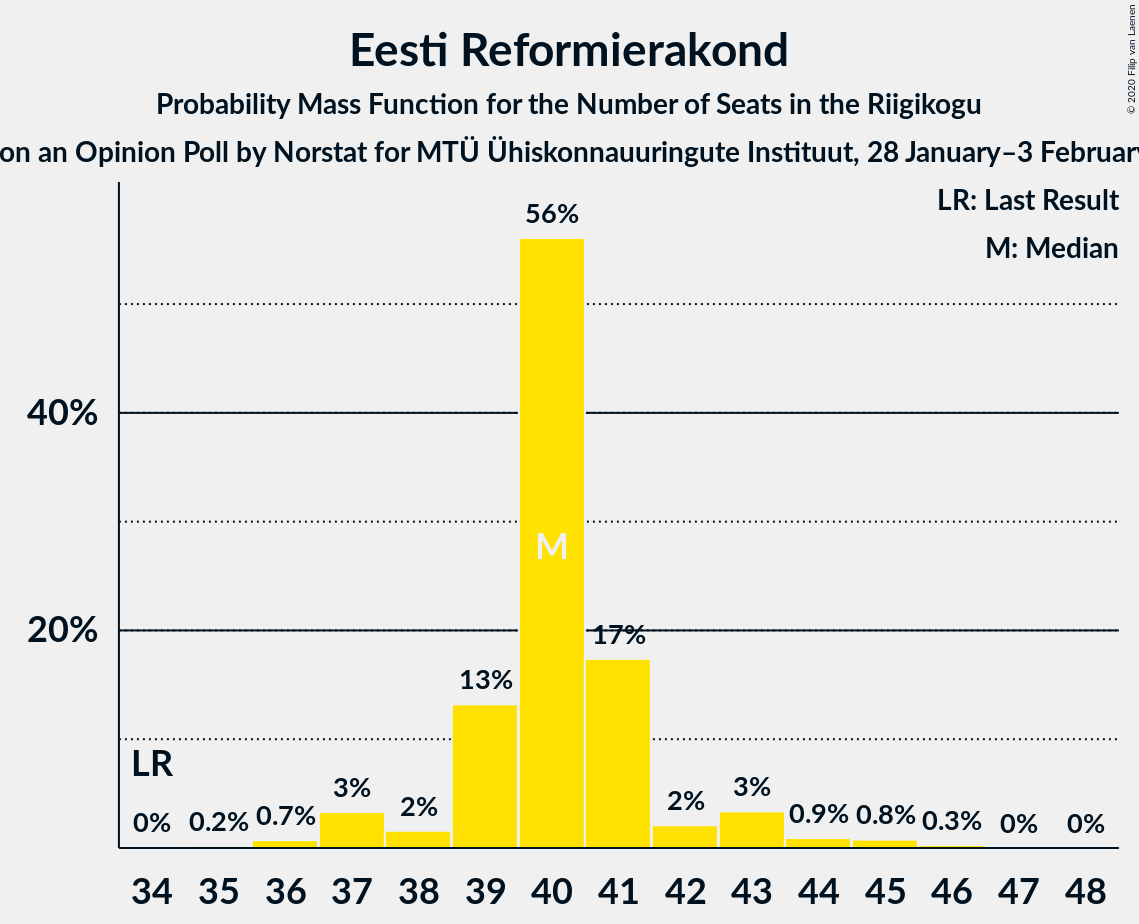 Eesti Reformierakond
Probability Mass Function for the Number of Seats in the Riigikogu
on an Opinion Poll by Norstat for MTÜ Ühiskonnauuringute Instituut, 28 January–3 February
© 2020 Filip van Laenen
LR: Last Result
M: Median
56%
40%
M
20%
17%
13%
LR
0% 0.2% 0.7% 3% 2% 2% 3% 0.9% 0.8% 0.3% 0% 0%
34 35 36 37 38 39 40 41 42 43 44 45 46 47 48